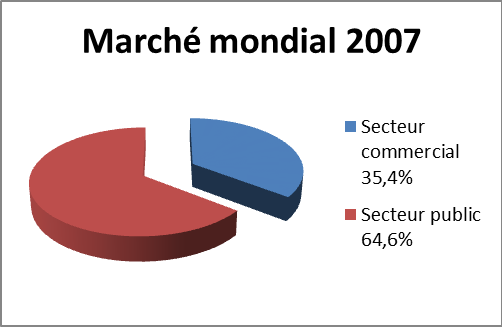 Marché mondial 2007
Secteur
commercial
35,4%
Secteur public
64,6%